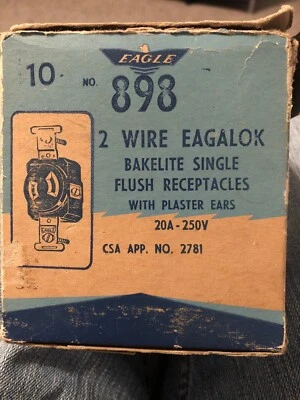 EAGLE
10 NO. 898
2 WIRE EAGALOK
BAKELITE SINGLE
FLUSH RECEPTACLES
WITH PLASTER EARS
20A-250V
CSA APP. NO. 2781